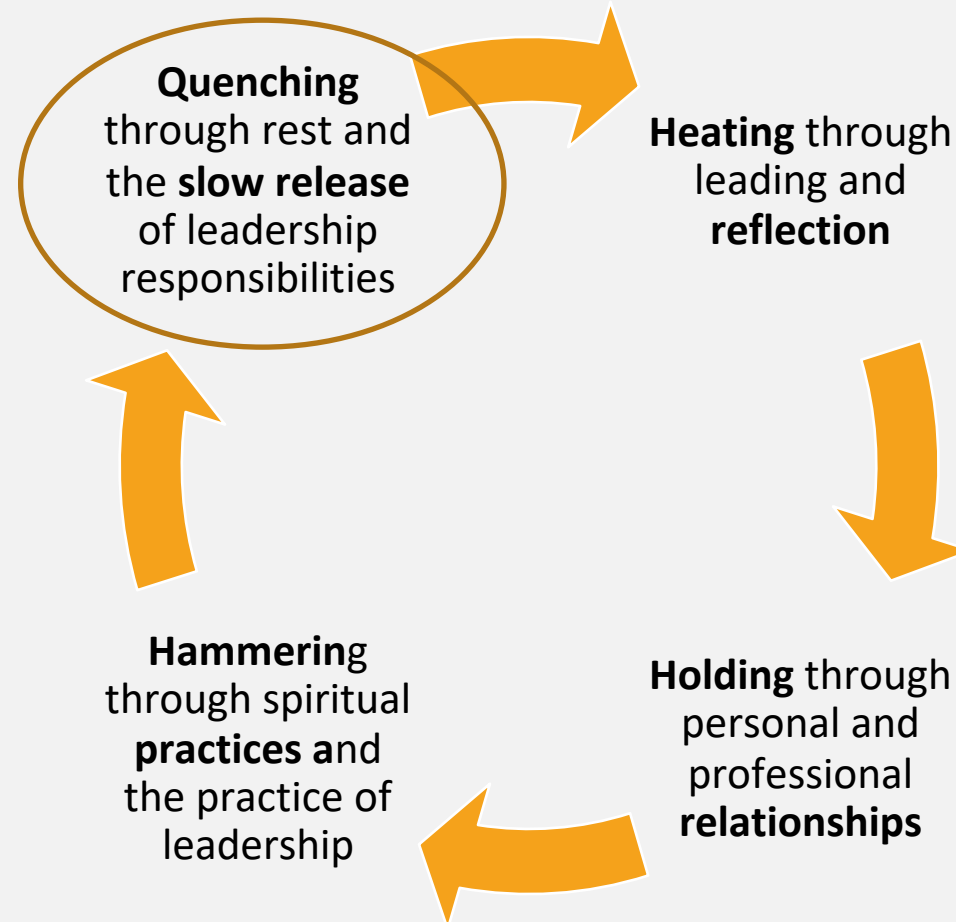 Quenching
through rest and
the slow release
of leadership
responsibilities
Heating through
leading and
reflection
Holding through
personal and
professional
relationships
Hammering
through spiritual
practices and
the practice of
leadership